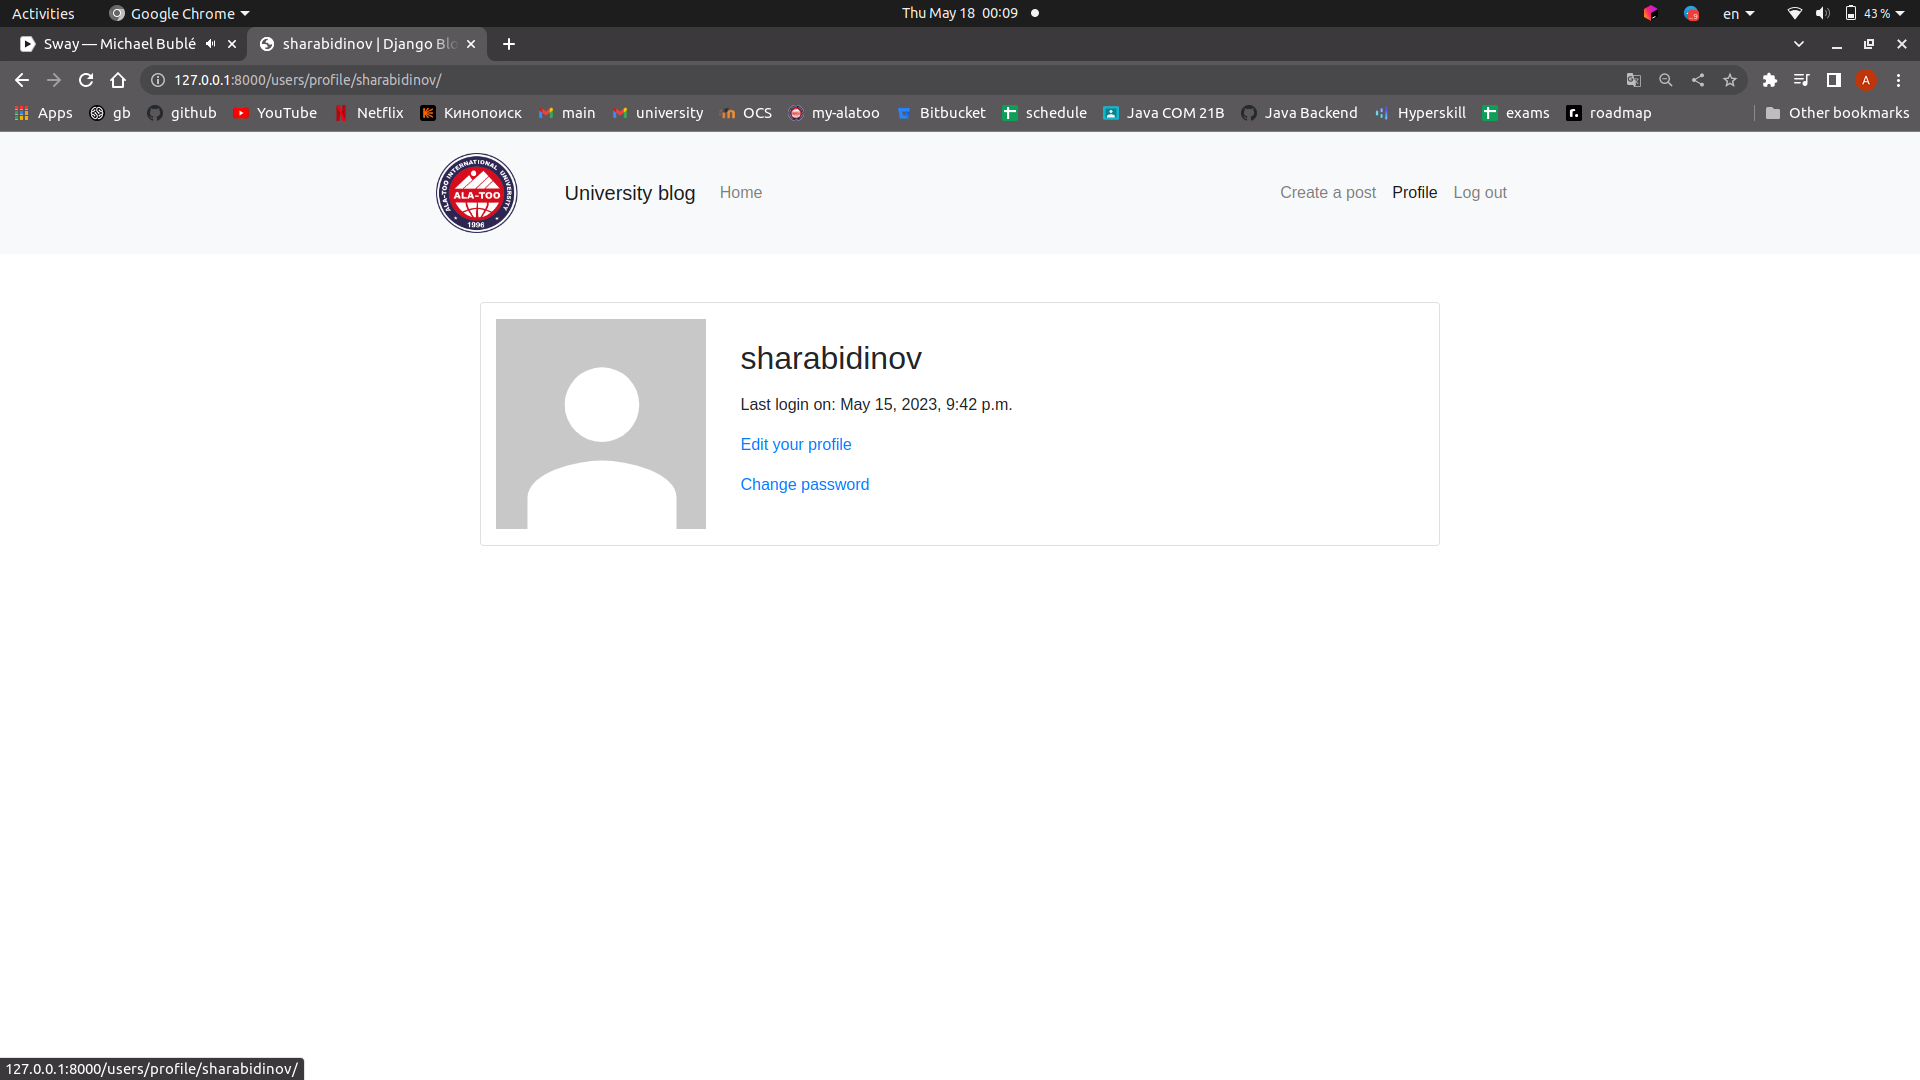 Activities Google Chrome Thu May 18 00:09 en 43 %
Sway — Michael Bublé sharabidinov | Django Blo
127.0.0.1:8000/users/profile/sharabidinov/ A
Apps gb github YouTube Netflix Кинопоиск main university OCS my-alatoo Bitbucket schedule Java COM 21B Java Backend Hyperskill exams roadmap Other bookmarks
ALA-TOO INTERNATIONAL UNIVERSITY
ALA-TOO
1996
University blog Home Create a post Profile Log out
sharabidinov
Last login on: May 15, 2023, 9:42 p.m.
Edit your profile
Change password
127.0.0.1:8000/users/profile/sharabidinov/